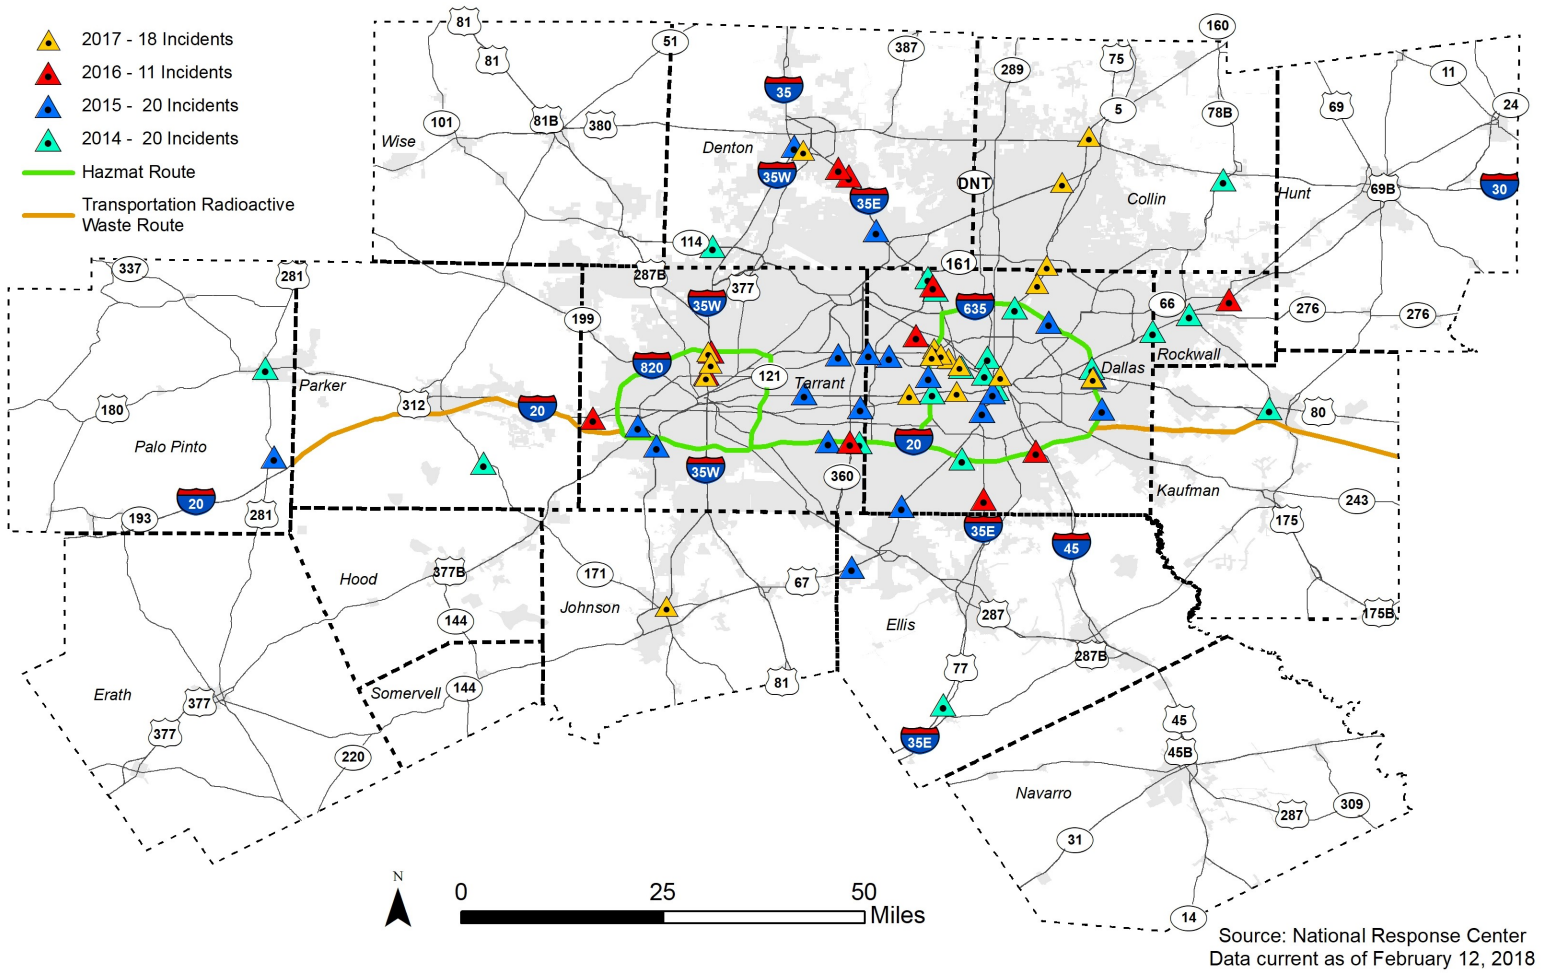 2017 - 18 Incidents
2016 - 11 Incidents
2015 - 20 Incidents
2014 - 20 Incidents
Hazmat Route
Transportation Radioactive
Waste Route
81
51
387
160
81
289
75
11
35
5
69
24
101
81B
380
78B
Wise
Denton
35W
DNT
Collin
Hunt
69B
30
35E
114
161
337
281
287B
377
35W
635
66
276
276
199
Rockwall
820
121
Tarrant
Dallas
Parker
180
312
20
80
Palo Pinto
20
35W
360
Kaufman
243
20
193
281
35E
175
45
Hood
377B
171
67
Johnson
144
287
175B
Ellis
287B
77
81
Erath
Somervell
144
377
377
45
35E
45B
220
Navarro
287
309
31
14
N
0
25
50
Miles
Source: National Response Center
Data current as of February 12, 2018